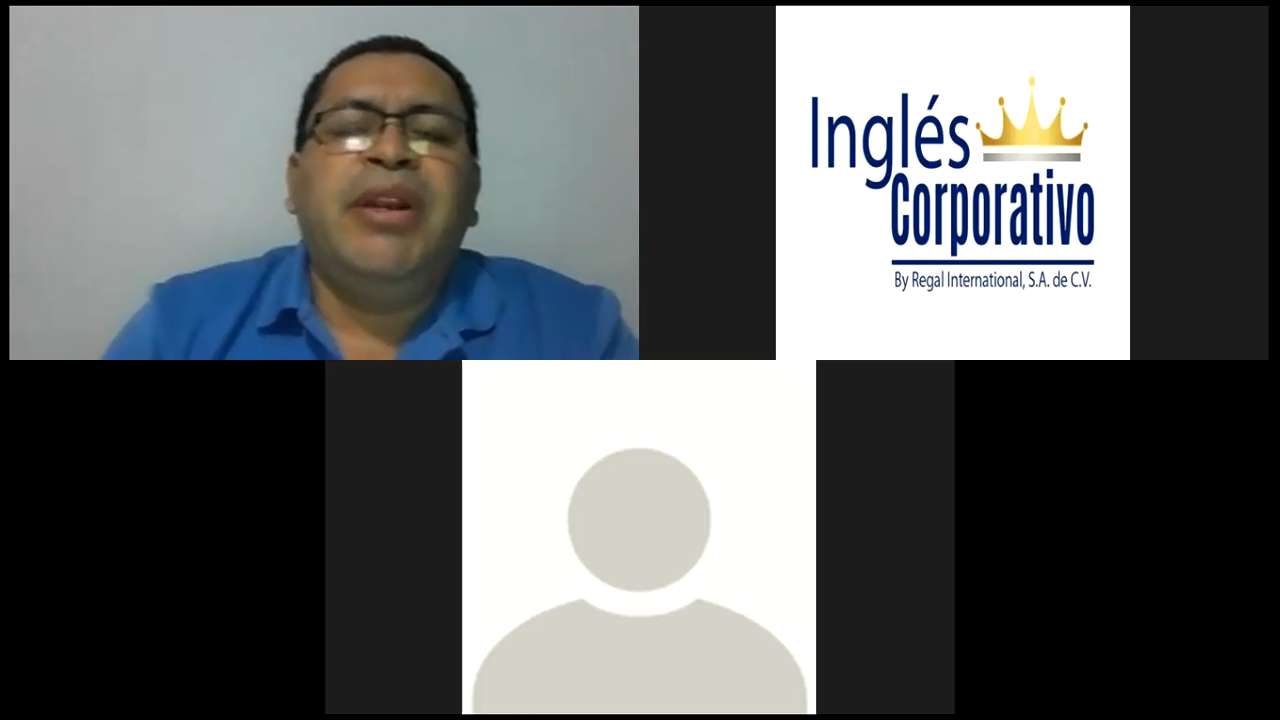 Inglés
Corporativo
By Regal International, S.A. de C.V.